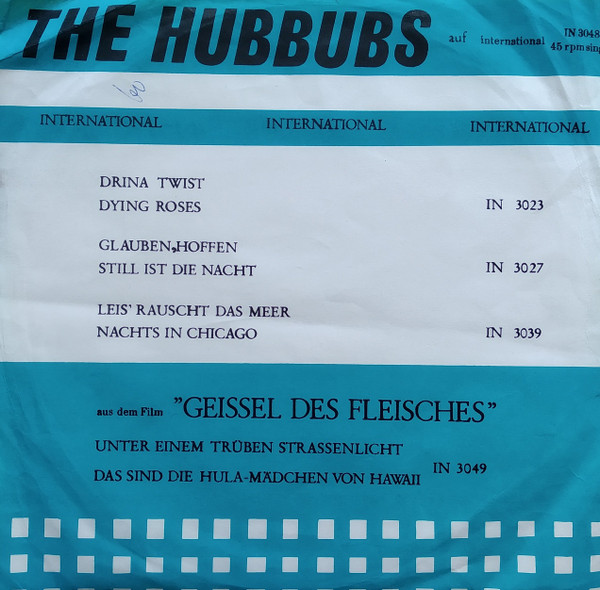 THE HUBBUBS auf international IN 3048
45 rpm sing
INTERNATIONAL INTERNATIONAL INTERNATIONAL
DRINA TWIST
DYING ROSES IN 3023
GLAUBEN,HOFFEN
STILL IST DIE NACHT IN 3027
LEIS' RAUSCHT DAS MEER
NACHTS IN CHICAGO IN 3039
aus dem Film "GEISSEL DES FLEISCHES"
UNTER EINEM TRÜBEN STRASSENLICHT
DAS SIND DIE HULA-MÄDCHEN VON HAWAII IN 3049